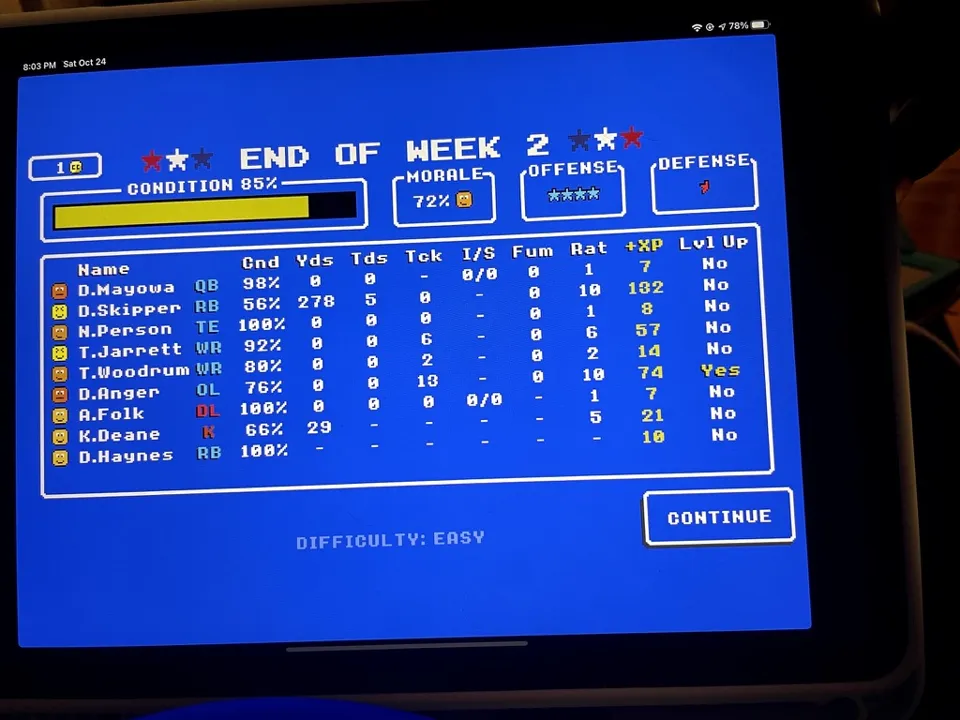 8:03 PM Sat Oct 24
78%
1
END OF WEEK 2
CONDITION 85%
MORALE
72%
OFFENSE
DEFENSE
Name Cnd Yds Tds Tck I/S Fum Rat +XP Lvl Up
D.Mayowa QB 98% 0 0 - 0/0 0 1 7 No
D.Skipper RB 56% 278 5 0 - 0 10 132 No
N.Person TE 100% 0 0 0 - 0 1 8 No
T.Jarrett WR 92% 0 0 6 - 0 6 57 No
T.Woodrum WR 80% 0 0 2 - 0 2 14 No
D.Anger OL 76% 0 0 13 - 0 10 74 Yes
A.Folk DL 100% 0 0 0 0/0 - 1 7 No
K.Deane K 66% 29 - - - - 5 21 No
D.Haynes RB 100% - - - - - - 10 No
CONTINUE
DIFFICULTY: EASY